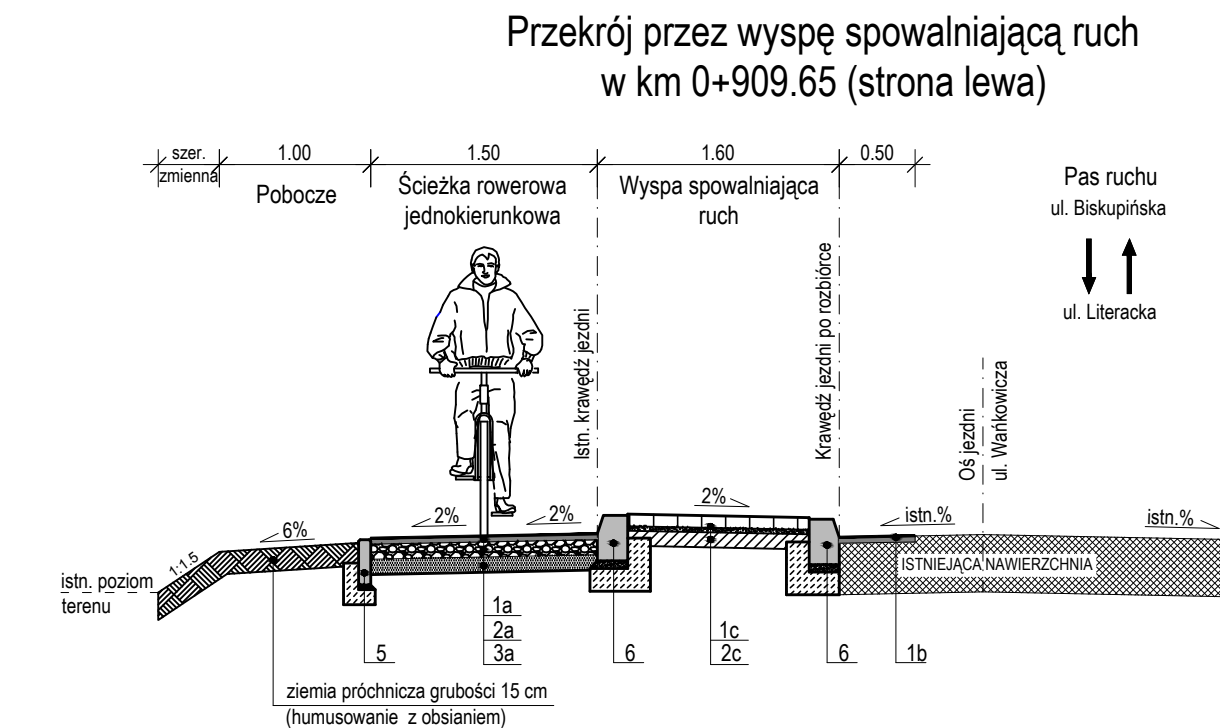 Przekrój przez wyspę spowalniającą ruch
w km 0+909.65 (strona lewa)
szer.
zmienna
1.00
1.50
1.60
0.50
Pobocze
Ścieżka rowerowa
jednokierunkowa
Wyspa spowalniająca
ruch
Pas ruchu
ul. Biskupińska
ul. Literacka
Istn. krawędź jezdni
Krawędź jezdni po rozbiórce
Oś jezdni
ul. Wańkowicza
1:1.5
6%
2%
2%
2%
istn.%
istn.%
istn. poziom
terenu
ISTNIEJĄCA NAWIERZCHNIA
5
1a
2a
3a
6
1c
2c
6
1b
ziemia próchnicza grubości 15 cm
(humusowanie z obsianiem)